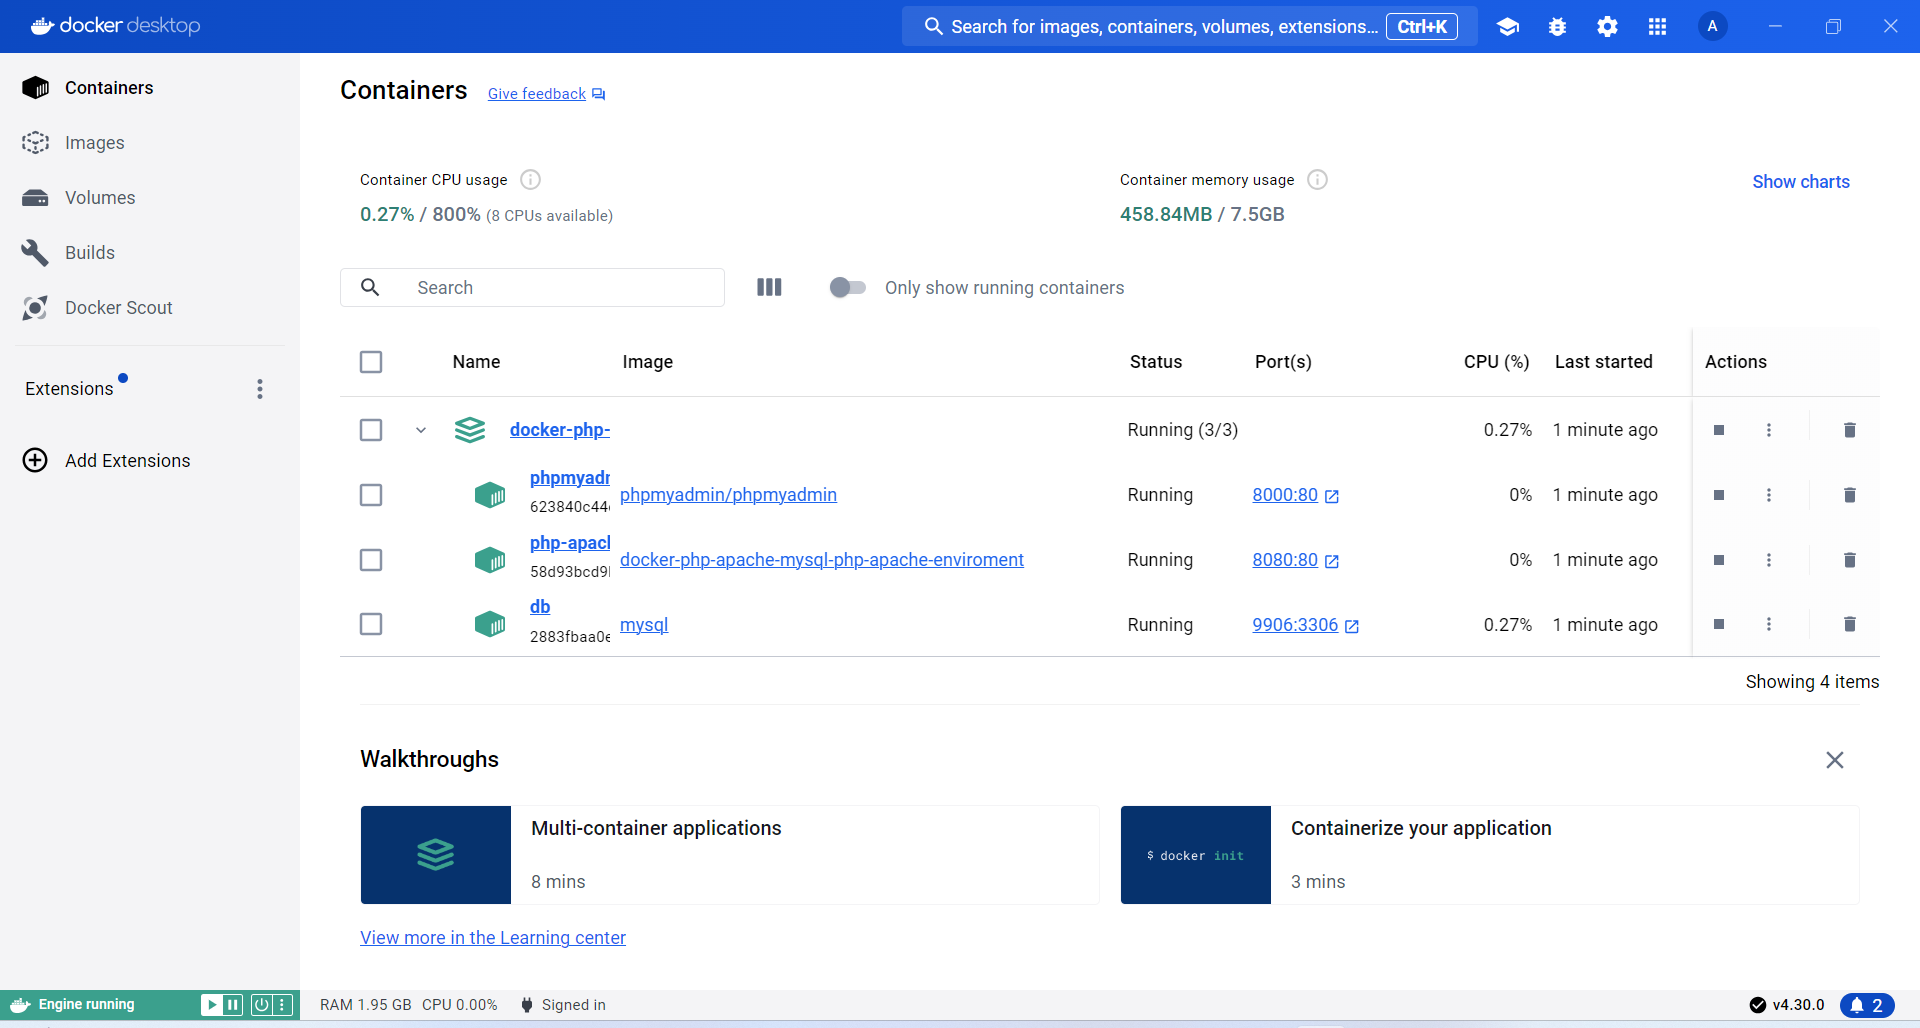 docker desktop
Search for images, containers, volumes, extensions... Ctrl+K
A
Containers
Images
Volumes
Builds
Docker Scout
Extensions
Add Extensions
Containers Give feedback
Container CPU usage
0.27% / 800% (8 CPUs available)
Container memory usage
458.84MB / 7.5GB
Show charts
Search
Only show running containers
Name Image Status Port(s) CPU (%) Last started Actions
docker-php- Running (3/3) 0.27% 1 minute ago
phpmyadm
623840c44 phpmyadmin/phpmyadmin Running 8000:80 0% 1 minute ago
php-apach
58d93bcd9 docker-php-apache-mysql-php-apache-enviroment Running 8080:80 0% 1 minute ago
db
2883fbaa0e mysql Running 9906:3306 0.27% 1 minute ago
Showing 4 items
Walkthroughs
Multi-container applications
8 mins
$ docker init
Containerize your application
3 mins
View more in the Learning center
Engine running
RAM 1.95 GB CPU 0.00% Signed in
v4.30.0
2